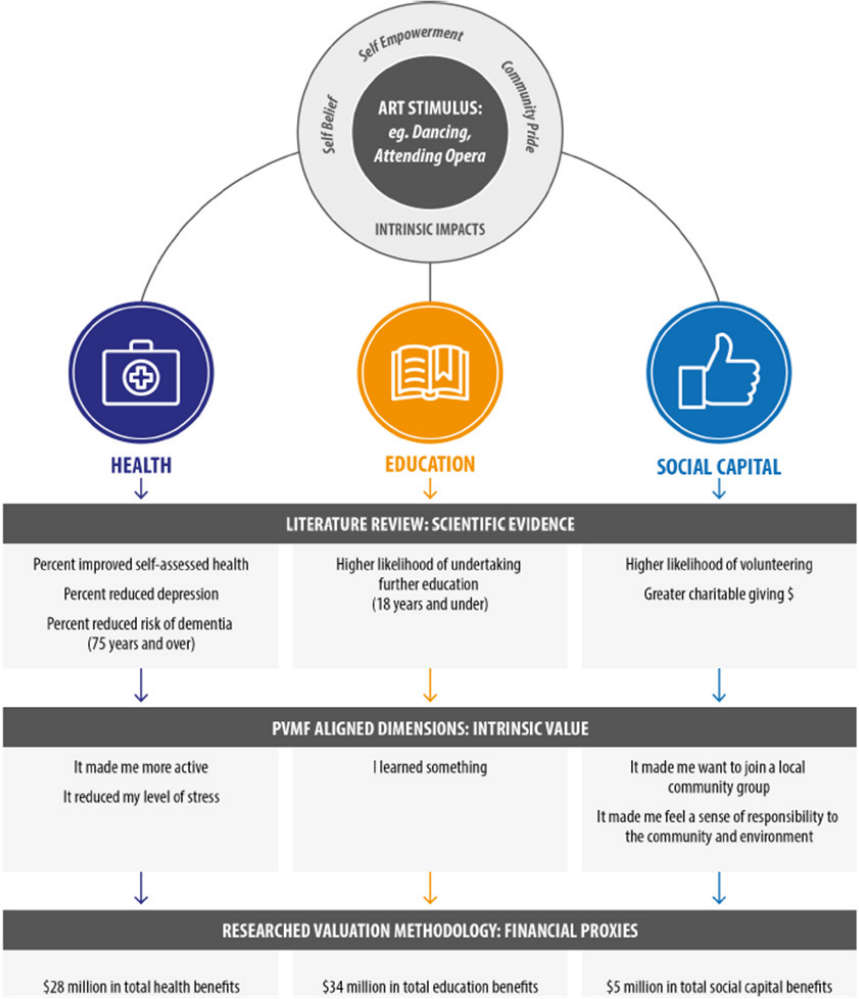 Self Empowerment
Self Belief
Community Pride
ART STIMULUS:
eg. Dancing,
Attending Opera
INTRINSIC IMPACTS
HEALTH
EDUCATION
SOCIAL CAPITAL
LITERATURE REVIEW: SCIENTIFIC EVIDENCE
Percent improved self-assessed health
Percent reduced depression
Percent reduced risk of dementia
(75 years and over)
Higher likelihood of undertaking
further education
(18 years and under)
Higher likelihood of volunteering
Greater charitable giving $
PVMF ALIGNED DIMENSIONS: INTRINSIC VALUE
It made me more active
It reduced my level of stress
I learned something
It made me want to join a local
community group
It made me feel a sense of responsibility to
the community and environment
RESEARCHED VALUATION METHODOLOGY: FINANCIAL PROXIES
$28 million in total health benefits
$34 million in total education benefits
$5 million in total social capital benefits